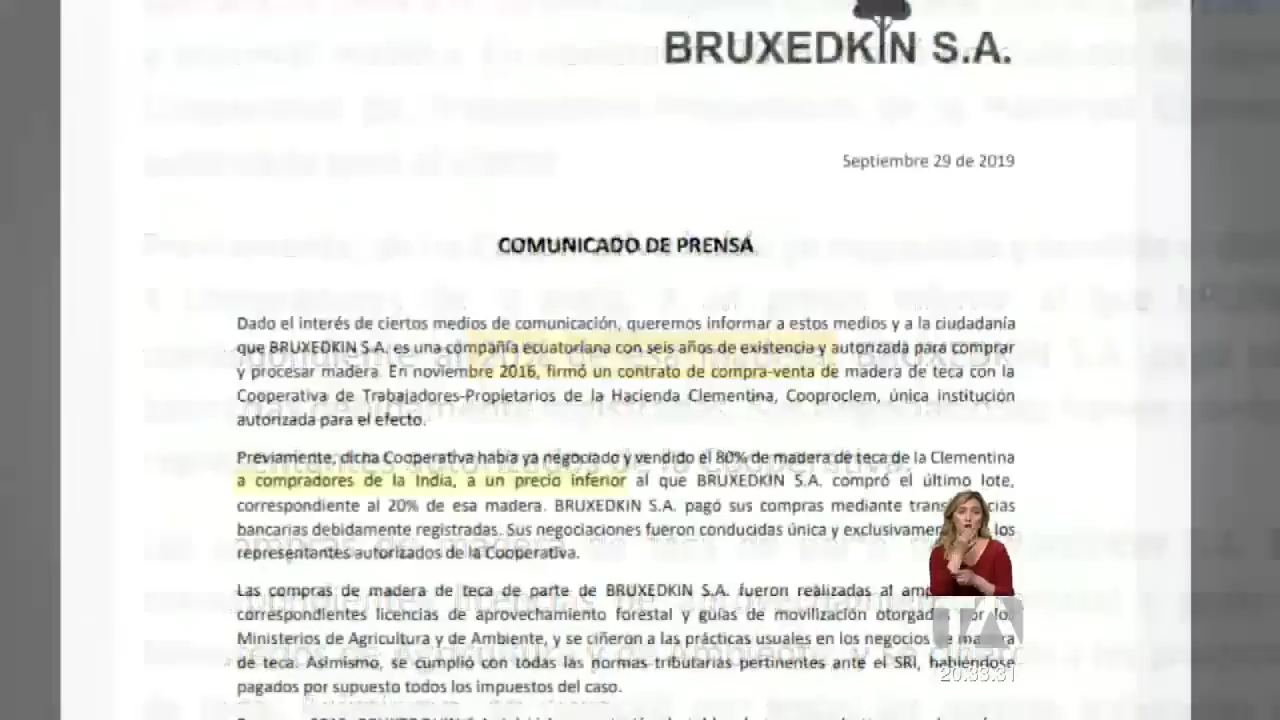 BRUXEDKIN S.A.
Septiembre 29 de 2019
COMUNICADO DE PRENSA
Dado el interés de ciertos medios de comunicación, queremos informar a estos medios y a la ciudadanía
que BRUXEDKIN S.A. es una compañía ecuatoriana con seis años de existencia y autorizada para comprar
y procesar madera. En noviembre 2016, firmó un contrato de compra-venta de madera de teca con la
Cooperativa de Trabajadores-Propietarios de la Hacienda Clementina, Cooproclem, única institución
autorizada para el efecto.
Previamente, dicha Cooperativa había ya negociado y vendido el 80% de madera de teca de la Clementina
a compradores de la India, a un precio inferior al que BRUXEDKIN S.A. compró el último lote,
correspondiente al 20% de esa madera. BRUXEDKIN S.A. pagó sus compras mediante
bancarias debidamente registradas. Sus negociaciones fueron conducidas única y los
representantes autorizados de la Cooperativa.
Las compras de madera de teca de parte de BRUXEDKIN S.A. fueron realizadas al
correspondientes licencias de aprovechamiento forestal y guías de movilización por los
Ministerios de Agricultura y de Ambiente, y se ciñeron a las prácticas usuales en los negocios de madera
de teca. Asimismo, se cumplió con todas las normas tributarias pertinentes ante el SRI, habiéndose
pagados por supuesto todos los impuestos del caso.
TA
20:33:31